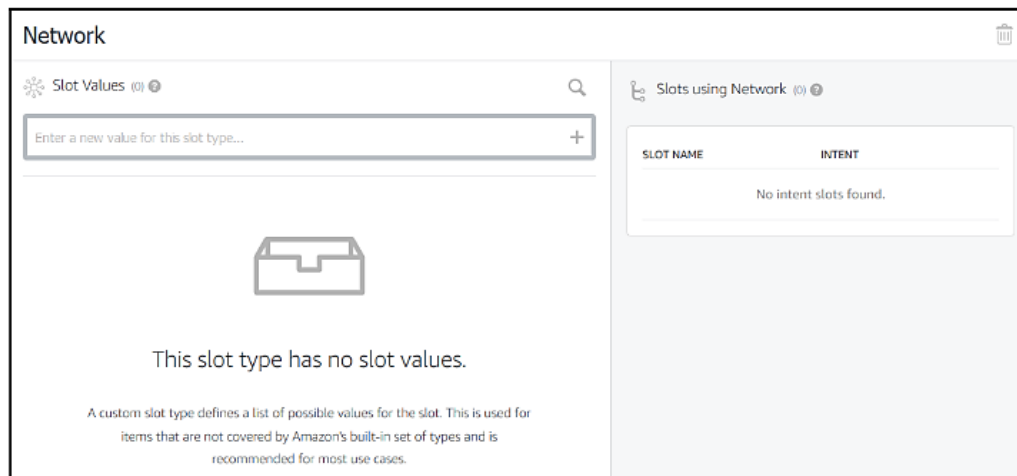 Network
Slot Values (0) ?
Enter a new value for this slot type... +
This slot type has no slot values.
A custom slot type defines a list of possible values for the slot. This is used for
items that are not covered by Amazon's built-in set of types and is
recommended for most use cases.
Slots using Network (0) ?
SLOT NAME INTENT
No intent slots found.